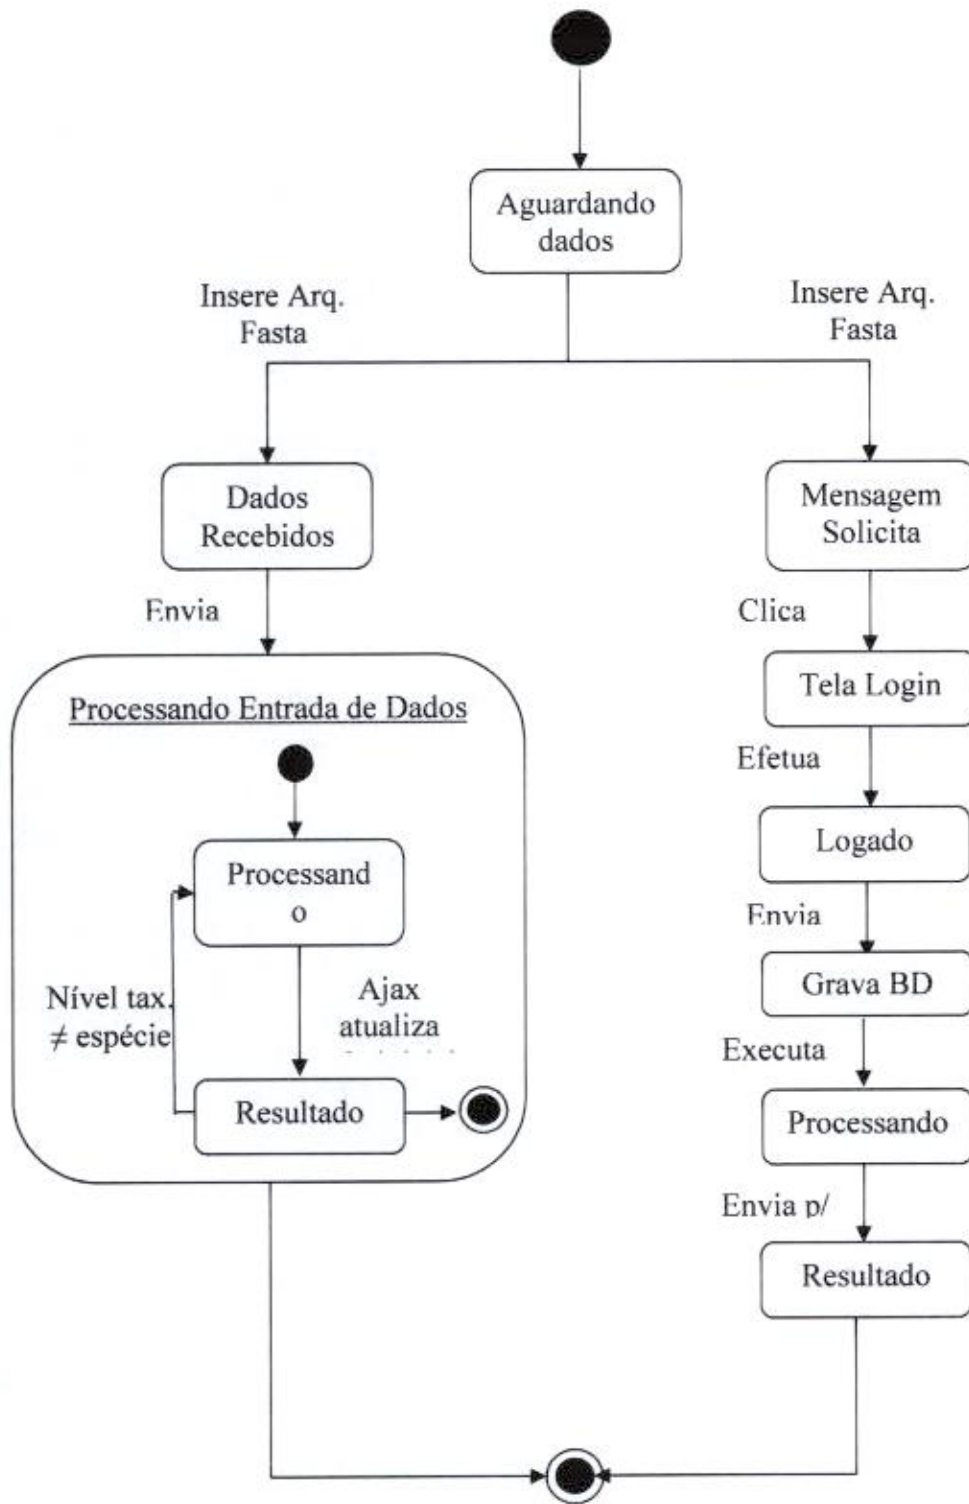 Aguardando
dados
Insere Arq.
Fasta
Insere Arq.
Fasta
Dados
Recebidos
Envia
Processando Entrada de Dados
Processand
o
Nível tax.
≠ espécie
Ajax
atualiza
Resultado
Mensagem
Solicita
Clica
Tela Login
Efetua
Logado
Envia
Grava BD
Executa
Processando
Envia p/
Resultado